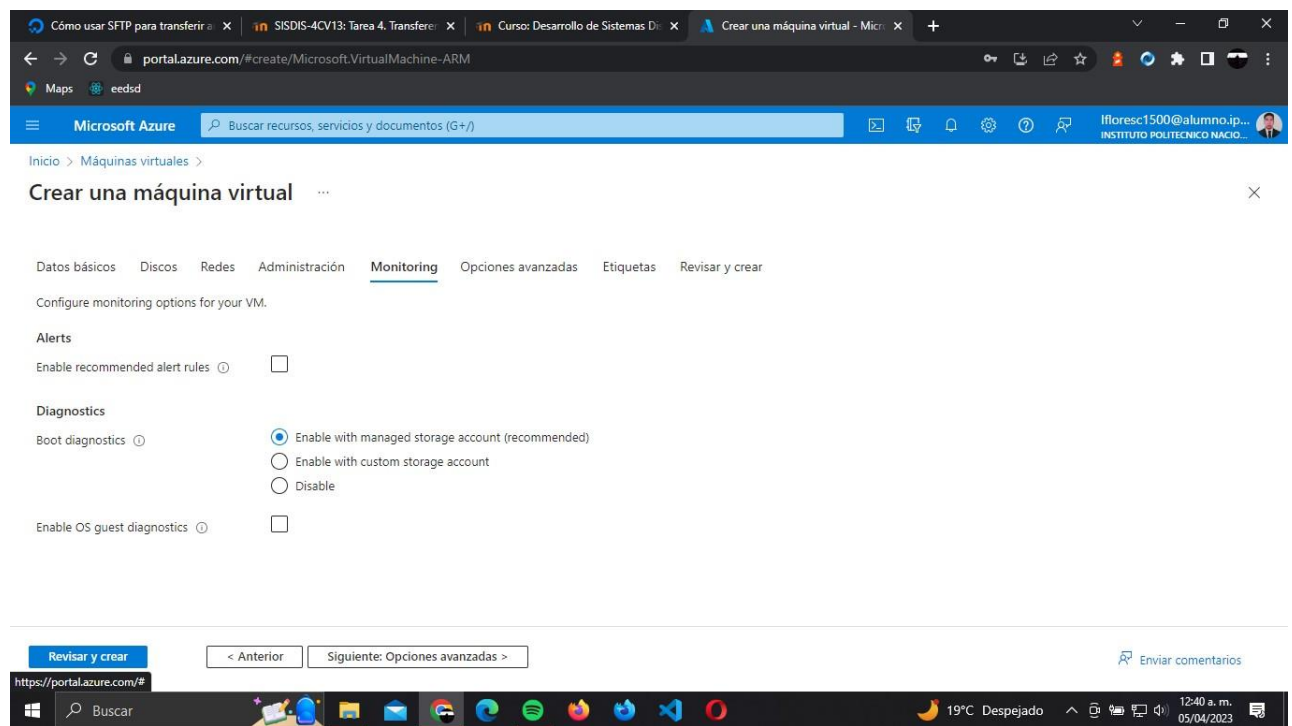 Cómo usar SFTP para transferir a
SISDIS-4CV13: Tarea 4. Transferer
Curso: Desarrollo de Sistemas Di
Crear una máquina virtual - Micr
portal.azure.com/#create/Microsoft.VirtualMachine-ARM
Maps eedsd
Microsoft Azure
Buscar recursos, servicios y documentos (G+/)
lfloresc1500@alumno.ip...
INSTITUTO POLITECNICO NACIO...
Inicio > Máquinas virtuales >
Crear una máquina virtual ...
Datos básicos Discos Redes Administración Monitoring Opciones avanzadas Etiquetas Revisar y crear
Configure monitoring options for your VM.
Alerts
Enable recommended alert rules
Diagnostics
Boot diagnostics
Enable with managed storage account (recommended)
Enable with custom storage account
Disable
Enable OS guest diagnostics
Revisar y crear
< Anterior
Siguiente: Opciones avanzadas >
Enviar comentarios
https://portal.azure.com/#
Buscar
19°C Despejado
12:40 a. m.
05/04/2023